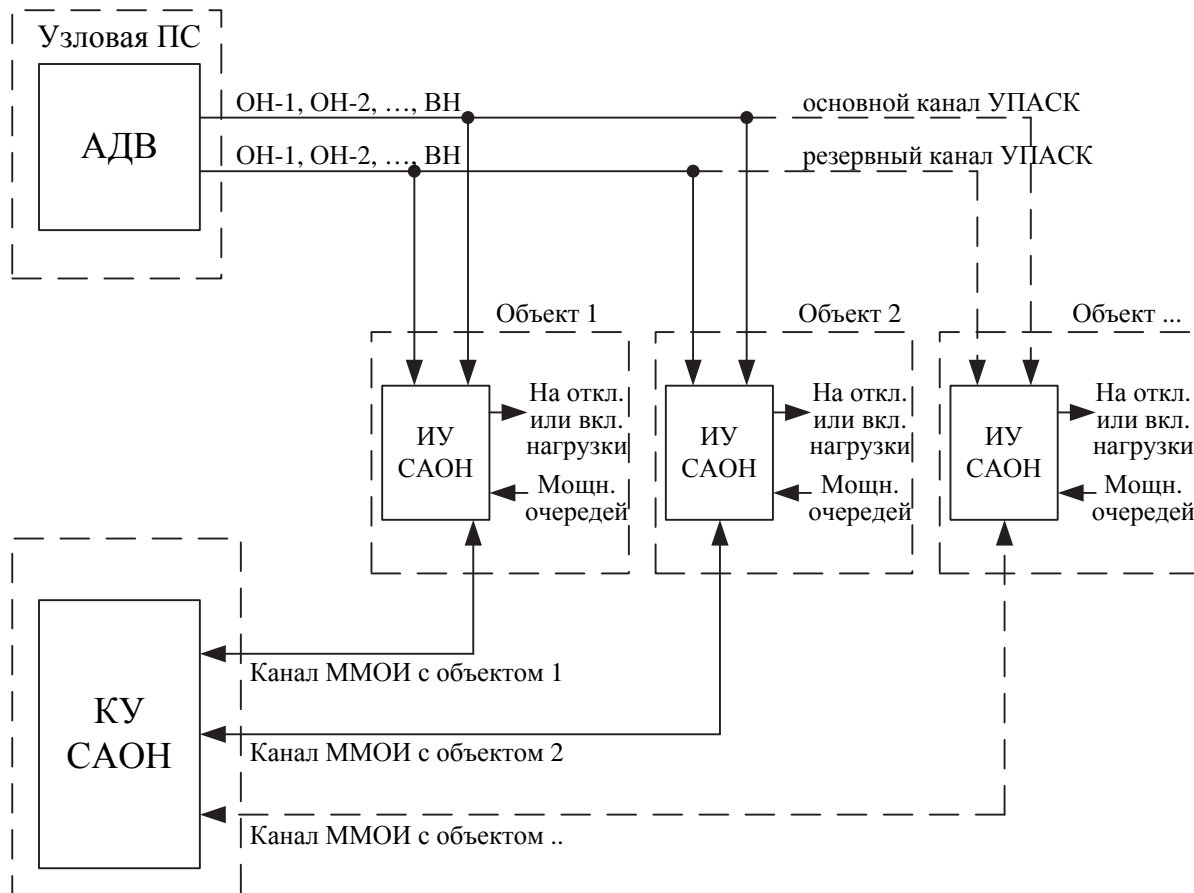 Узловая ПС
АДВ
ОН-1, ОН-2, …, ВН
основной канал УПАСК
ОН-1, ОН-2, …, ВН
резервный канал УПАСК
Объект 1
Объект 2
Объект ...
ИУ
САОН
На откл.
или вкл.
нагрузки
Мощн.
очередей
ИУ
САОН
На откл.
или вкл.
нагрузки
Мощн.
очередей
ИУ
САОН
На откл.
или вкл.
нагрузки
Мощн.
очередей
КУ
САОН
Канал ММОИ с объектом 1
Канал ММОИ с объектом 2
Канал ММОИ с объектом ..